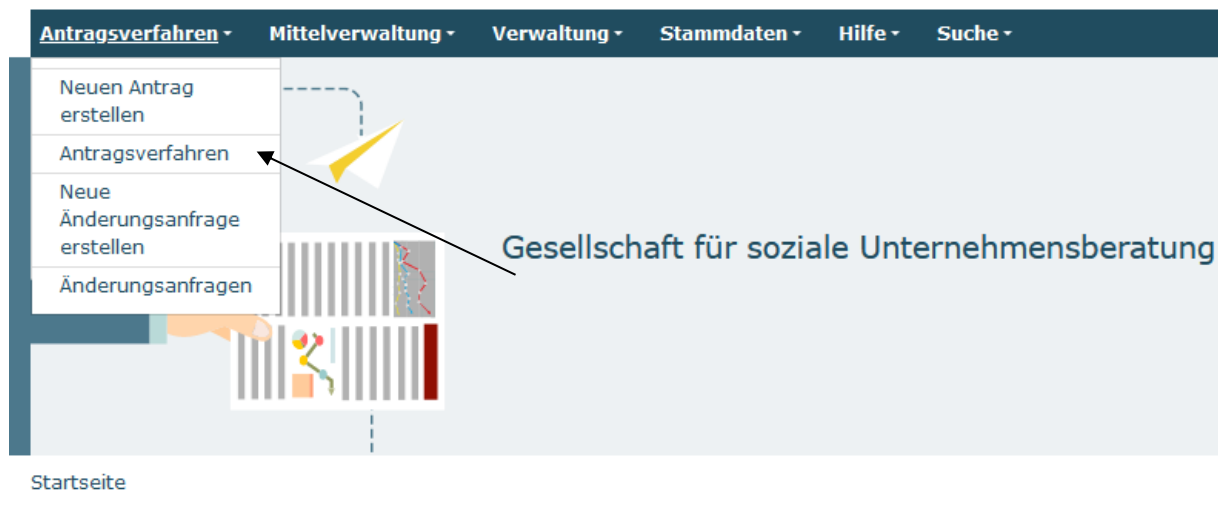 Antragsverfahren Mittelverwaltung Verwaltung Stammdaten Hilfe Suche
Neuen Antrag
erstellen
Antragsverfahren
Neue
Änderungsanfrage
erstellen
Änderungsanfragen
Gesellschaft für soziale Unternehmensberatung
Startseite